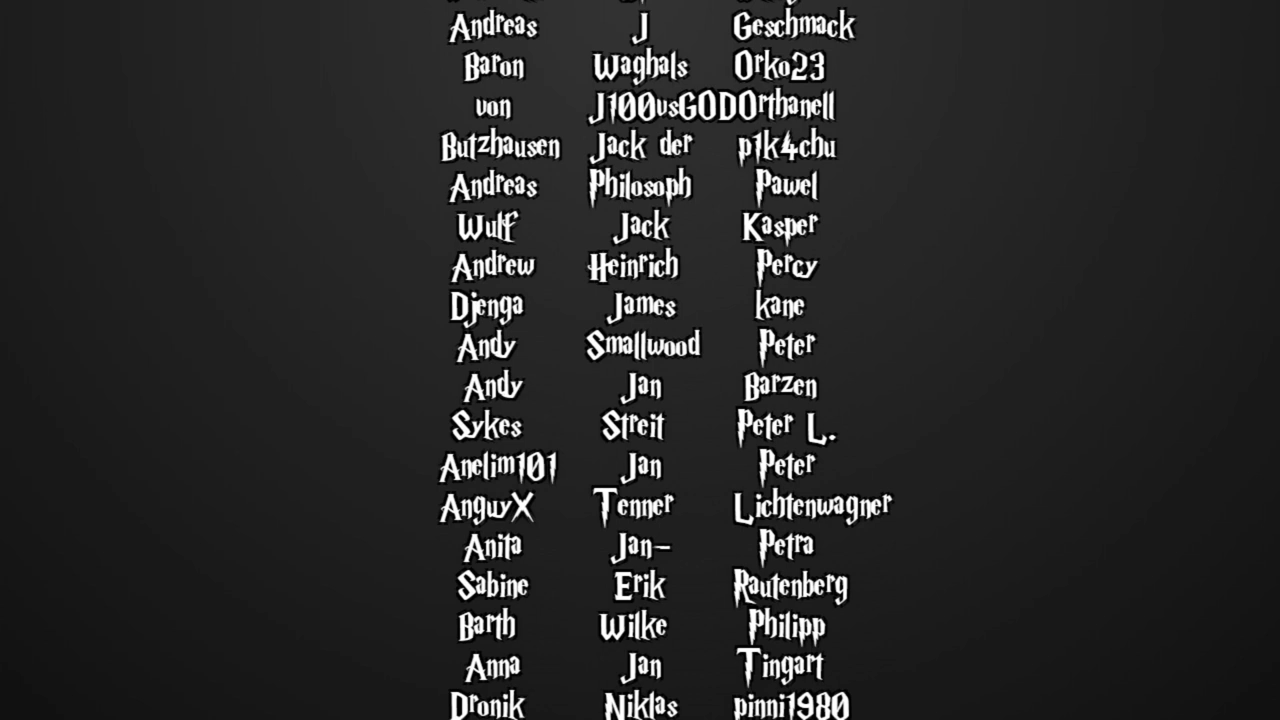 Andreas J Geschmack
Baron Waghals Orko23
von J100vsGODOrthanell
Butzhausen Jack der p1k4chu
Andreas Philosoph Pawel
Wulf Jack Kasper
Andrew Heinrich Percy
Djenga James kane
Andy Smallwood Peter
Andy Jan Barzen
Sykes Streit Peter L.
Anelim101 Jan Peter
AnguyX Tenner Lichtenwagner
Anita Jan- Petra
Sabine Erik Rautenberg
Barth Wilke Philipp
Anna Jan Tingart
Dronik Niklas pinni1980